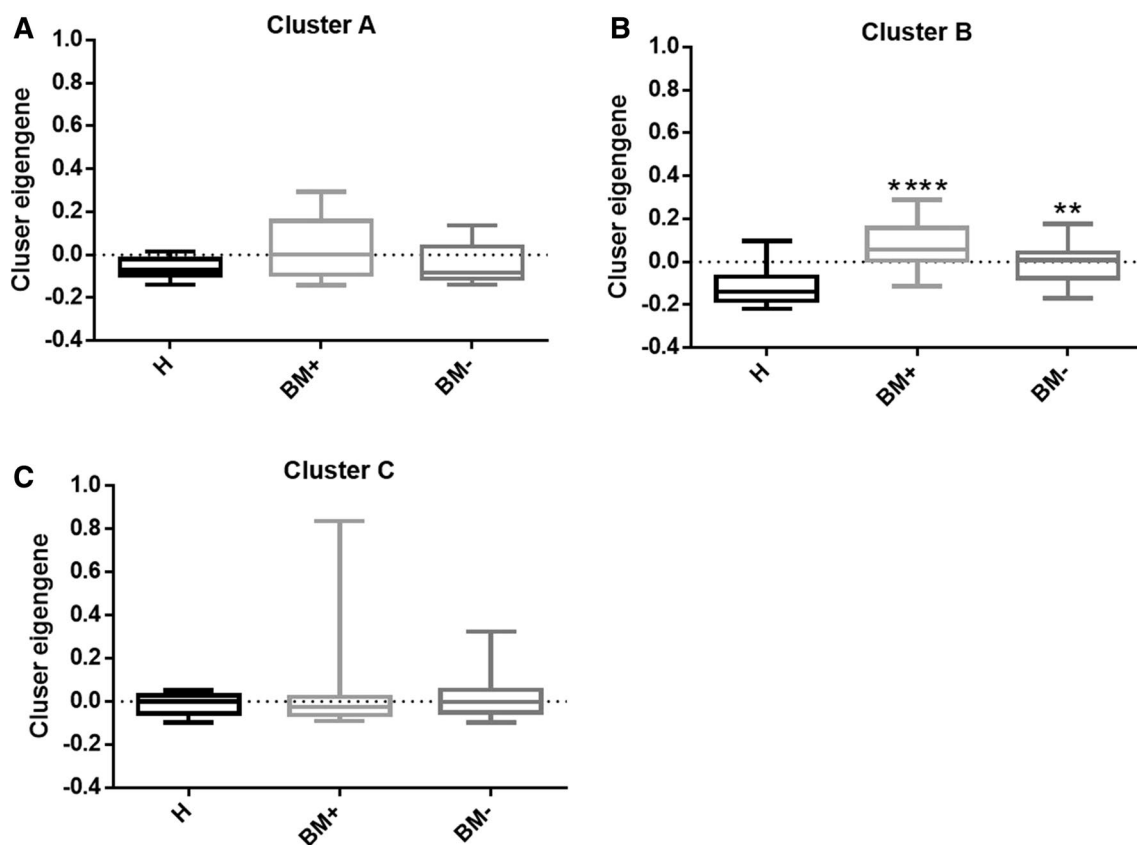 A
Cluster A
Cluser eigengene
1.0
0.8
0.6
0.4
0.2
0.0
-0.2
-0.4
H
BM+
BM-
B
Cluster B
Cluser eigengene
1.0
0.8
0.6
0.4
0.2
0.0
-0.2
-0.4
****
**
H
BM+
BM-
C
Cluster C
Cluser eigengene
1.0
0.8
0.6
0.4
0.2
0.0
-0.2
-0.4
H
BM+
BM-